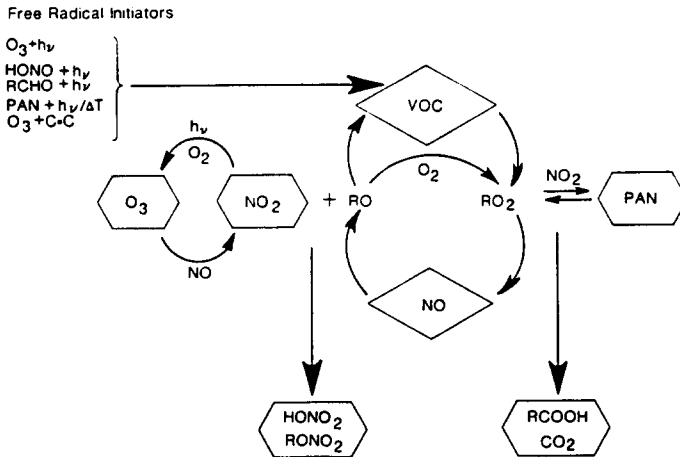 Free Radical Initiators
O₃+hν
HONO + hν
RCHO + hν
PAN + hν/ΔT
O₃+C=C
VOC
hν
O₂
O₃
NO₂
+ RO
O₂
RO₂
NO₂
PAN
NO
NO
HONO₂
RONO₂
RCOOH
CO₂